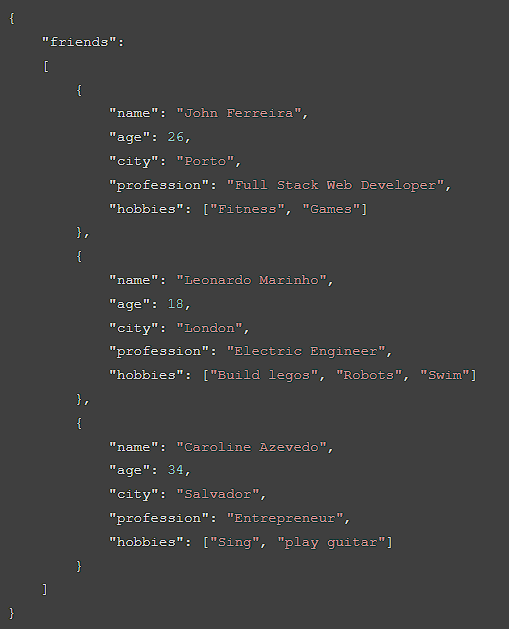 {
"friends":
[
{
"name": "John Ferreira",
"age": 26,
"city": "Porto",
"profession": "Full Stack Web Developer",
"hobbies": ["Fitness", "Games"]
},
{
"name": "Leonardo Marinho",
"age": 18,
"city": "London",
"profession": "Electric Engineer",
"hobbies": ["Build legos", "Robots", "Swim"]
},
{
"name": "Caroline Azevedo",
"age": 34,
"city": "Salvador",
"profession": "Entrepreneur",
"hobbies": ["Sing", "play guitar"]
}
]
}